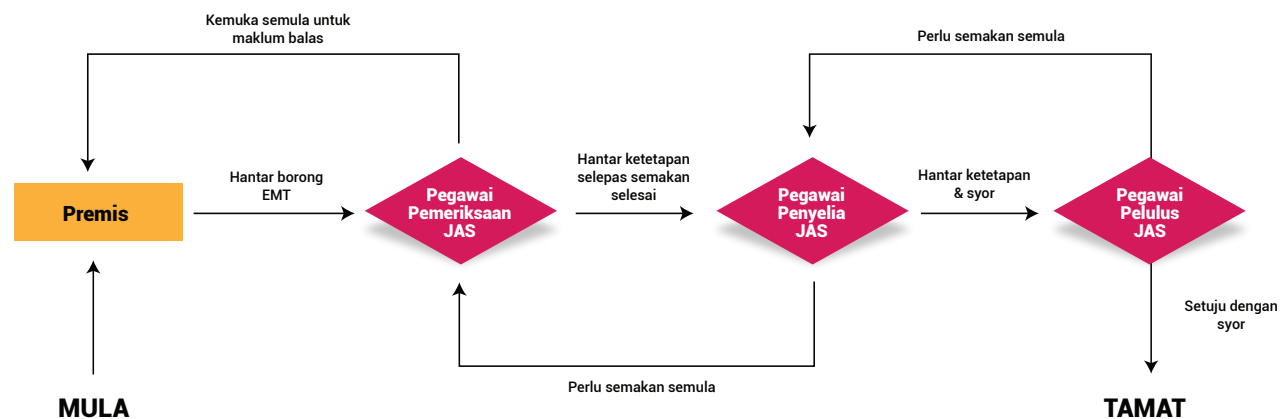 Kemuka semula untuk
maklum balas
Perlu semakan semula
Premis
Hantar borong
EMT
Pegawai
Pemeriksaan
JAS
Hantar ketetapan
selepas semakan
selesai
Pegawai
Penyelia
JAS
Hantar ketetapan
& syor
Pegawai
Pelulus
JAS
Setuju dengan
syor
Perlu semakan semula
MULA
TAMAT